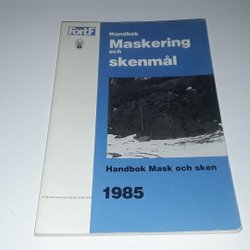 FortF
Handbok
Maskering
och
skenmål
Handbok Mask och sken
1985